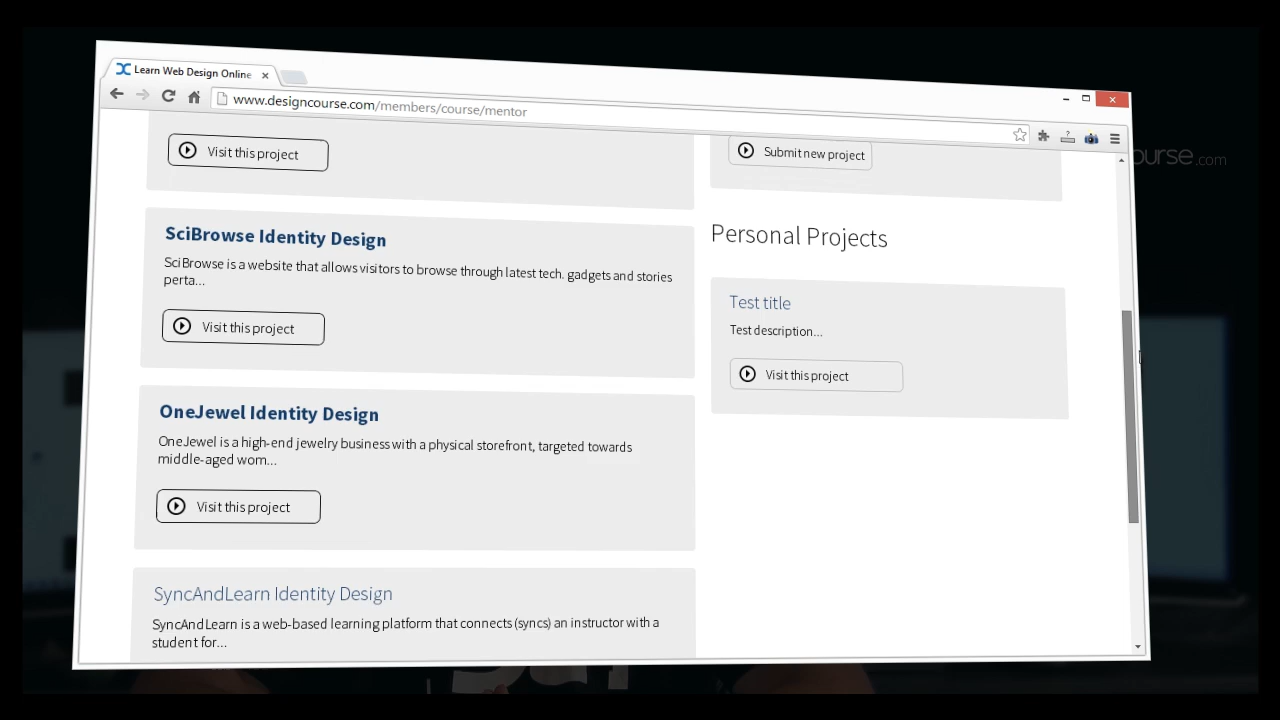 Learn Web Design Online
www.designcourse.com/members/course/mentor
ourse.com
Visit this project
Submit new project
SciBrowse Identity Design
SciBrowse is a website that allows visitors to browse through latest tech. gadgets and stories
perta...
Visit this project
OneJewel Identity Design
OneJewel is a high-end jewelry business with a physical storefront, targeted towards
middle-aged wom...
Visit this project
SyncAndLearn Identity Design
SyncAndLearn is a web-based learning platform that connects (syncs) an instructor with a
student for...
Personal Projects
Test title
Test description...
Visit this project